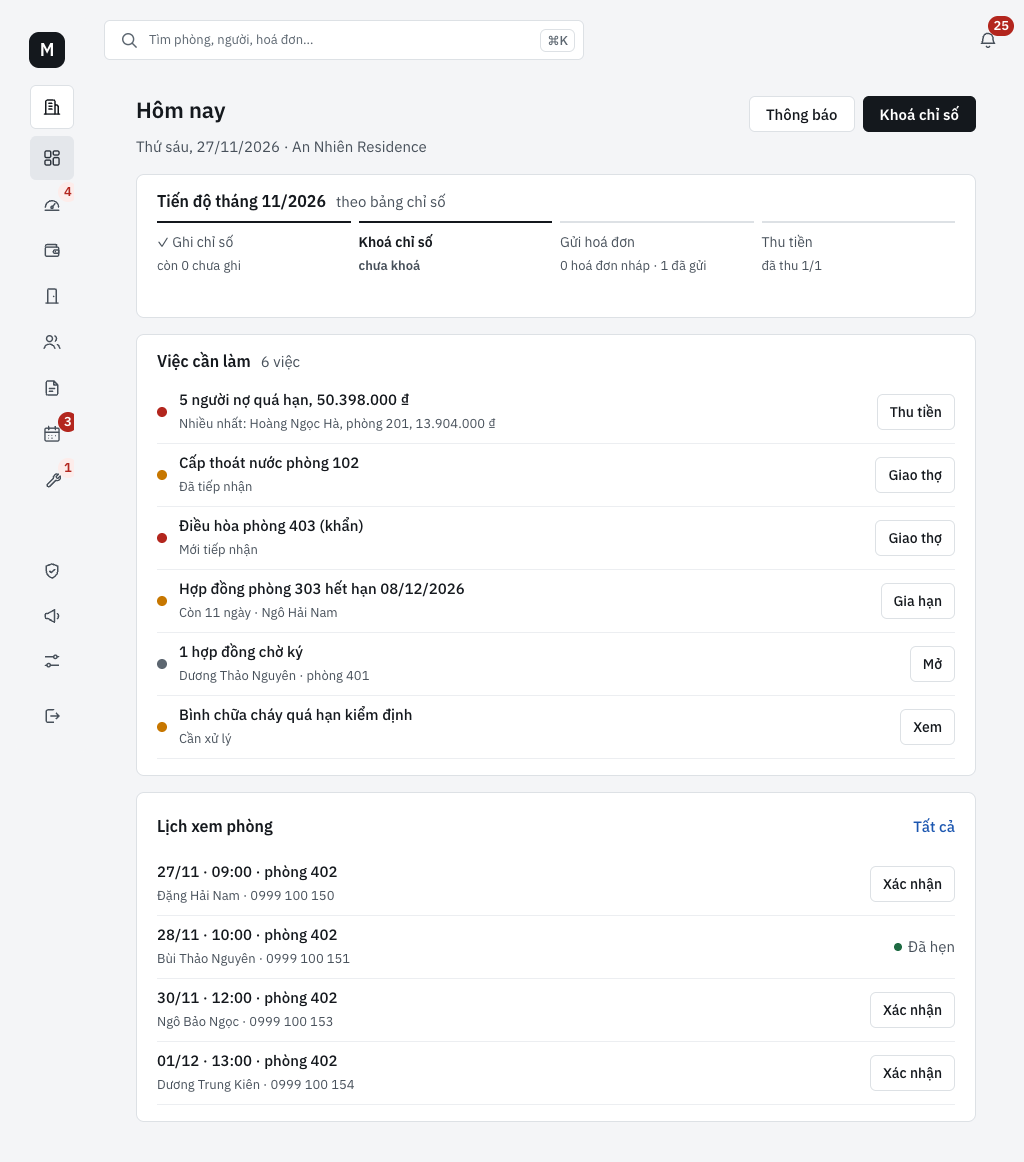 M
Tìm phòng, người, hoá đơn...
⌘K
25
4
3
1
Hôm nay
Thông báo
Khoá chỉ số
Thứ sáu, 27/11/2026 · An Nhiên Residence
Tiến độ tháng 11/2026 theo bảng chỉ số
✓ Ghi chỉ số
còn 0 chưa ghi
Khoá chỉ số
chưa khoá
Gửi hoá đơn
0 hoá đơn nháp · 1 đã gửi
Thu tiền
đã thu 1/1
Việc cần làm 6 việc
5 người nợ quá hạn, 50.398.000 ₫
Nhiều nhất: Hoàng Ngọc Hà, phòng 201, 13.904.000 ₫
Thu tiền
Cấp thoát nước phòng 102
Đã tiếp nhận
Giao thợ
Điều hòa phòng 403 (khẩn)
Mới tiếp nhận
Giao thợ
Hợp đồng phòng 303 hết hạn 08/12/2026
Còn 11 ngày · Ngô Hải Nam
Gia hạn
1 hợp đồng chờ ký
Dương Thảo Nguyên · phòng 401
Mở
Bình chữa cháy quá hạn kiểm định
Cần xử lý
Xem
Lịch xem phòng
Tất cả
27/11 · 09:00 · phòng 402
Đặng Hải Nam · 0999 100 150
Xác nhận
28/11 · 10:00 · phòng 402
Bùi Thảo Nguyên · 0999 100 151
Đã hẹn
30/11 · 12:00 · phòng 402
Ngô Bảo Ngọc · 0999 100 153
Xác nhận
01/12 · 13:00 · phòng 402
Dương Trung Kiên · 0999 100 154
Xác nhận